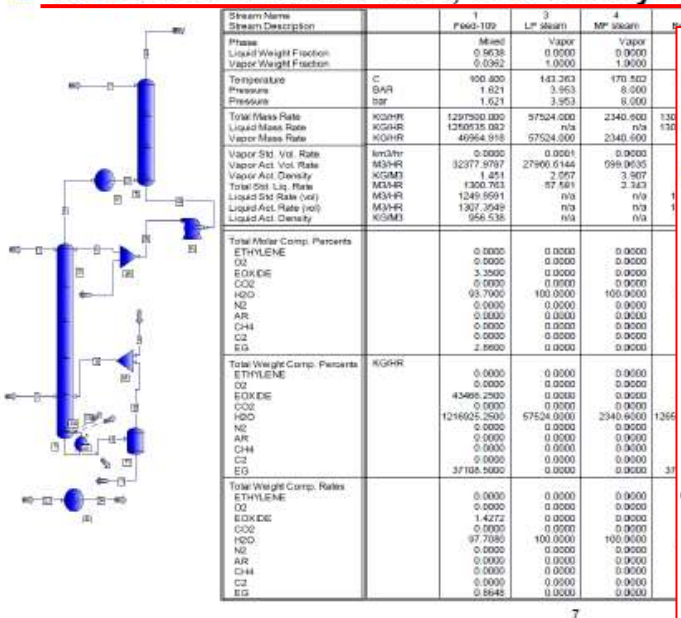 Stream Name 1 3 4
Stream Description Feed-109 LP steam MP steam
Phase Mixed Vapor Vapor
Liquid Weight Fraction 0.9638 0.0000 0.0000
Vapor Weight Fraction 0.0362 1.0000 1.0000
Temperature C 100.400 143.263 170.502
Pressure BAR 1.621 3.953 8.000
Pressure bar 1.621 3.953 8.000
Total Mass Rate KG/HR 1297500.000 57524.000 2340.600 130
Liquid Mass Rate KG/HR 1250535.082 n/a n/a 130
Vapor Mass Rate KG/HR 46964.918 57524.000 2340.600
Vapor Std. Vol. Rate km3/hr 0.0000 0.0001 0.0000
Vapor Act. Vol. Rate M3/HR 32377.9787 27966.6144 599.0635
Vapor Act. Density KG/M3 1.451 2.057 3.907
Total Std. Liq. Rate M3/HR 1300.763 57.591 2.343
Liquid Std Rate (vol) M3/HR 1249.9591 n/a n/a
Liquid Act. Rate (vol) M3/HR 1307.3549 n/a n/a
Liquid Act. Density KG/M3 956.538 n/a n/a
Total Molar Comp. Percents
ETHYLENE 0.0000 0.0000 0.0000
O2 0.0000 0.0000 0.0000
EOXIDE 3.3500 0.0000 0.0000
CO2 0.0000 0.0000 0.0000
H2O 93.7900 100.0000 100.0000
N2 0.0000 0.0000 0.0000
AR 0.0000 0.0000 0.0000
CH4 0.0000 0.0000 0.0000
C2 0.0000 0.0000 0.0000
EG 2.8600 0.0000 0.0000
Total Weight Comp. Percents KG/HR
ETHYLENE 0.0000 0.0000 0.0000
O2 0.0000 0.0000 0.0000
EOXIDE 43466.2500 0.0000 0.0000
CO2 0.0000 0.0000 0.0000
H2O 1216925.2500 57524.0000 2340.6000 1266
N2 0.0000 0.0000 0.0000
AR 0.0000 0.0000 0.0000
CH4 0.0000 0.0000 0.0000
C2 0.0000 0.0000 0.0000
EG 37108.5000 0.0000 0.0000 37
Total Weight Comp. Rates
ETHYLENE 0.0000 0.0000 0.0000
O2 0.0000 0.0000 0.0000
EOXIDE 1.4272 0.0000 0.0000
CO2 0.0000 0.0000 0.0000
H2O 97.7080 100.0000 100.0000
N2 0.0000 0.0000 0.0000
AR 0.0000 0.0000 0.0000
CH4 0.0000 0.0000 0.0000
C2 0.0000 0.0000 0.0000
EG 0.8648 0.0000 0.0000
7